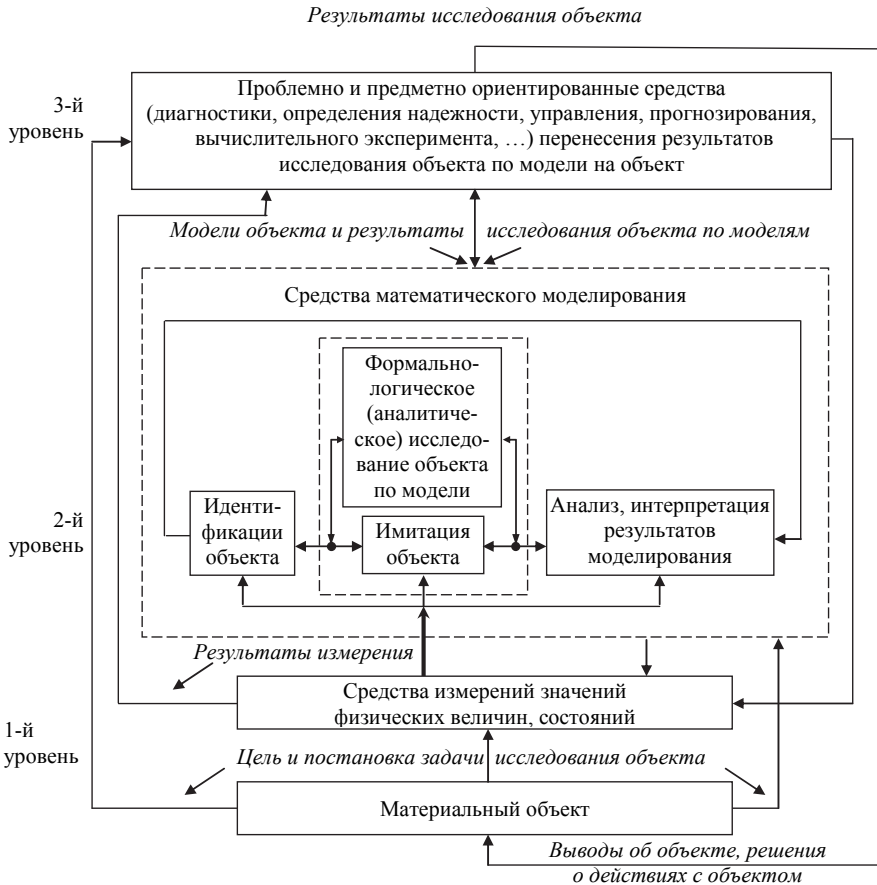 Результаты исследования объекта
3-й
уровень
Проблемно и предметно ориентированные средства
(диагностики, определения надежности, управления, прогнозирования,
вычислительного эксперимента, …) перенесения результатов
исследования объекта по модели на объект
Модели объекта и результаты исследования объекта по моделям
Средства математического моделирования
Формально-
логическое
(аналитиче-
ское) исследо-
вание объекта
по модели
2-й
уровень
Иденти-
фикации
объекта
Имитация
объекта
Анализ, интерпретация
результатов
моделирования
Результаты измерения
Средства измерений значений
физических величин, состояний
1-й
уровень
Цель и постановка задачи исследования объекта
Материальный объект
Выводы об объекте, решения
о действиях с объектом